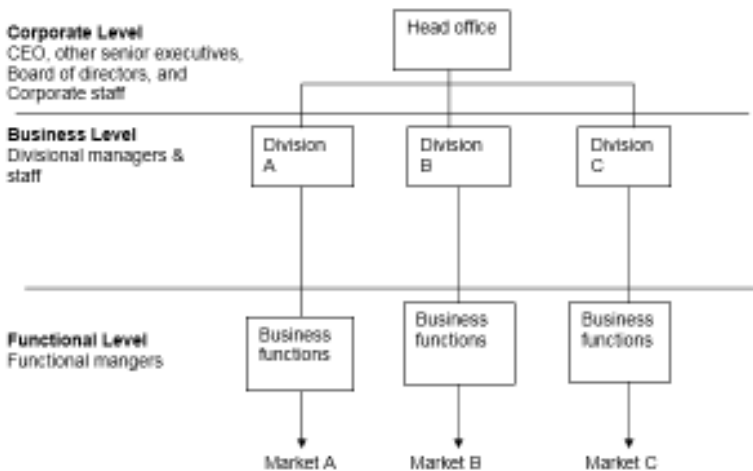 Corporate Level
CEO, other senior executives,
Board of directors, and
Corporate staff
Head office
Business Level
Divisional managers &
staff
Division
A
Division
B
Division
C
Functional Level
Functional mangers
Business
functions
Business
functions
Business
functions
Market A
Market B
Market C